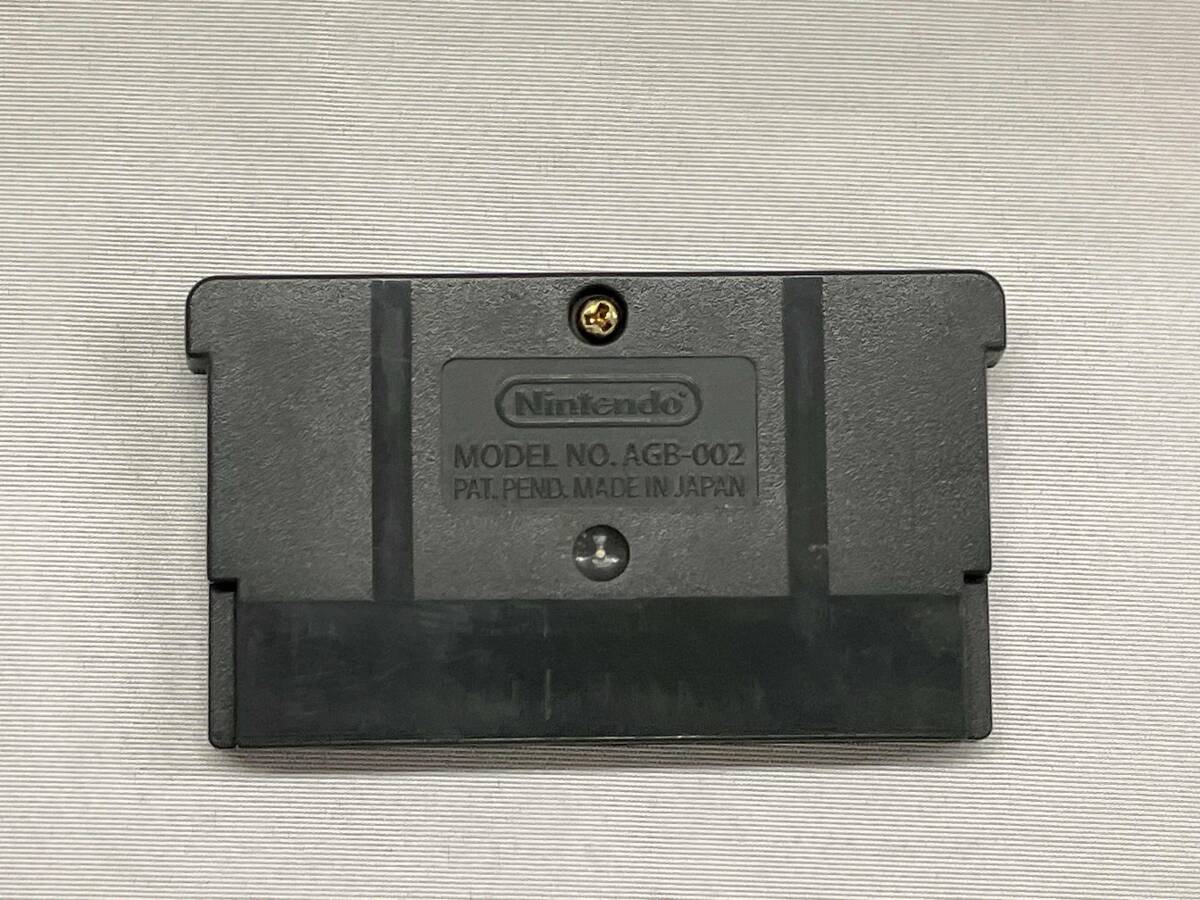 Nintendo®
MODEL NO. AGB-002
PAT. PEND. MADE IN JAPAN